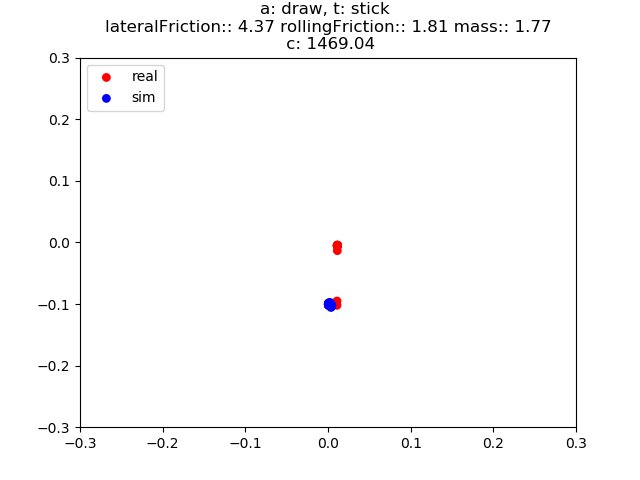 a: draw, t: stick
lateralFriction:: 4.37 rollingFriction:: 1.81 mass:: 1.77
c: 1469.04
real
sim
0.3
0.2
0.1
0.0
−0.1
−0.2
−0.3
−0.3 −0.2 −0.1 0.0 0.1 0.2 0.3